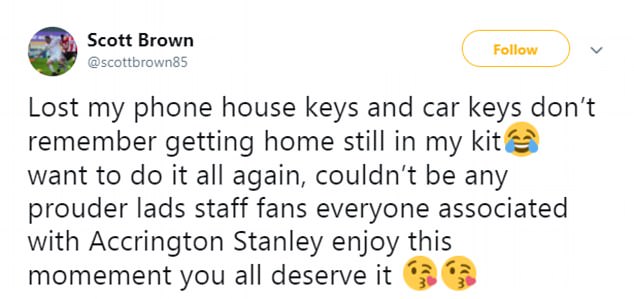 Scott Brown
@scottbrown85
Follow
Lost my phone house keys and car keys don't
remember getting home still in my kit😂
want to do it all again, couldn't be any
prouder lads staff fans everyone associated
with Accrington Stanley enjoy this
momement you all deserve it 😘😘